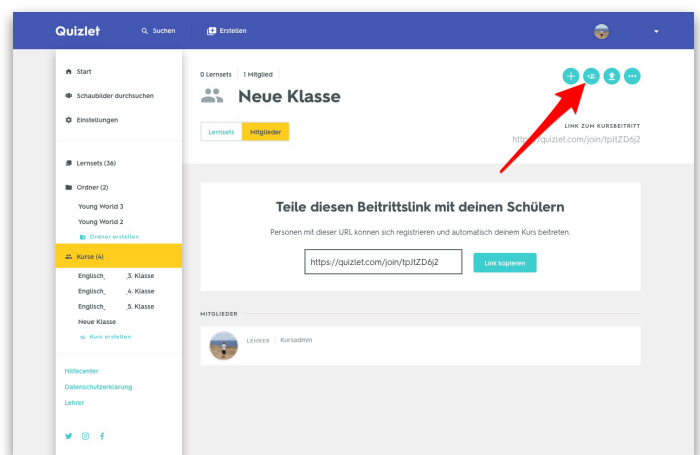 Quizlet
Suchen
Erstellen
Start
Schaubilder durchsuchen
Einstellungen
Lernsets (36)
Ordner (2)
Young World 3
Young World 2
Ordner erstellen
Kurse (4)
Englisch_ _3. Klasse
Englisch_ _4. Klasse
Englisch_ _5. Klasse
Neue Klasse
Kurs erstellen
Hilfecenter
Datenschutzerklärung
Lehrer
0 Lernsets 1 Mitglied
Neue Klasse
Lernsets Mitglieder
LINK ZUM KURSBEITRITT
quizlet.com/join/tpJtZD6j2
Teile diesen Beitrittslink mit deinen Schülern
Personen mit dieser URL können sich registrieren und automatisch deinem Kurs beitreten.
https://quizlet.com/join/tpJtZD6j2
Link kopieren
MITGLIEDER
LEHRER Kursadmin